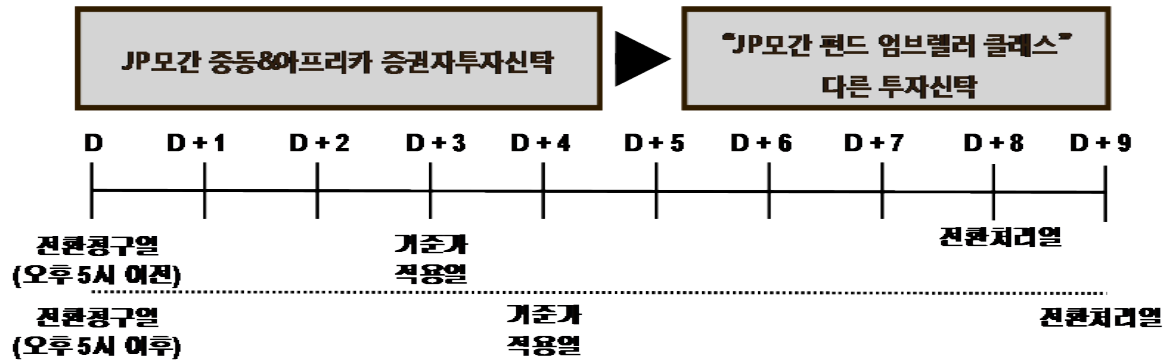 JP모간 중동&아프리카 증권자투자신탁
"JP모간 펀드 엄브렐러 클래스"
다른 투자신탁
D D + 1 D + 2 D + 3 D + 4 D + 5 D + 6 D + 7 D + 8 D + 9
전환청구일
(오후 5시 이전)
기준가
적용일
전환처리일
전환청구일
(오후 5시 이후)
기준가
적용일
전환처리일